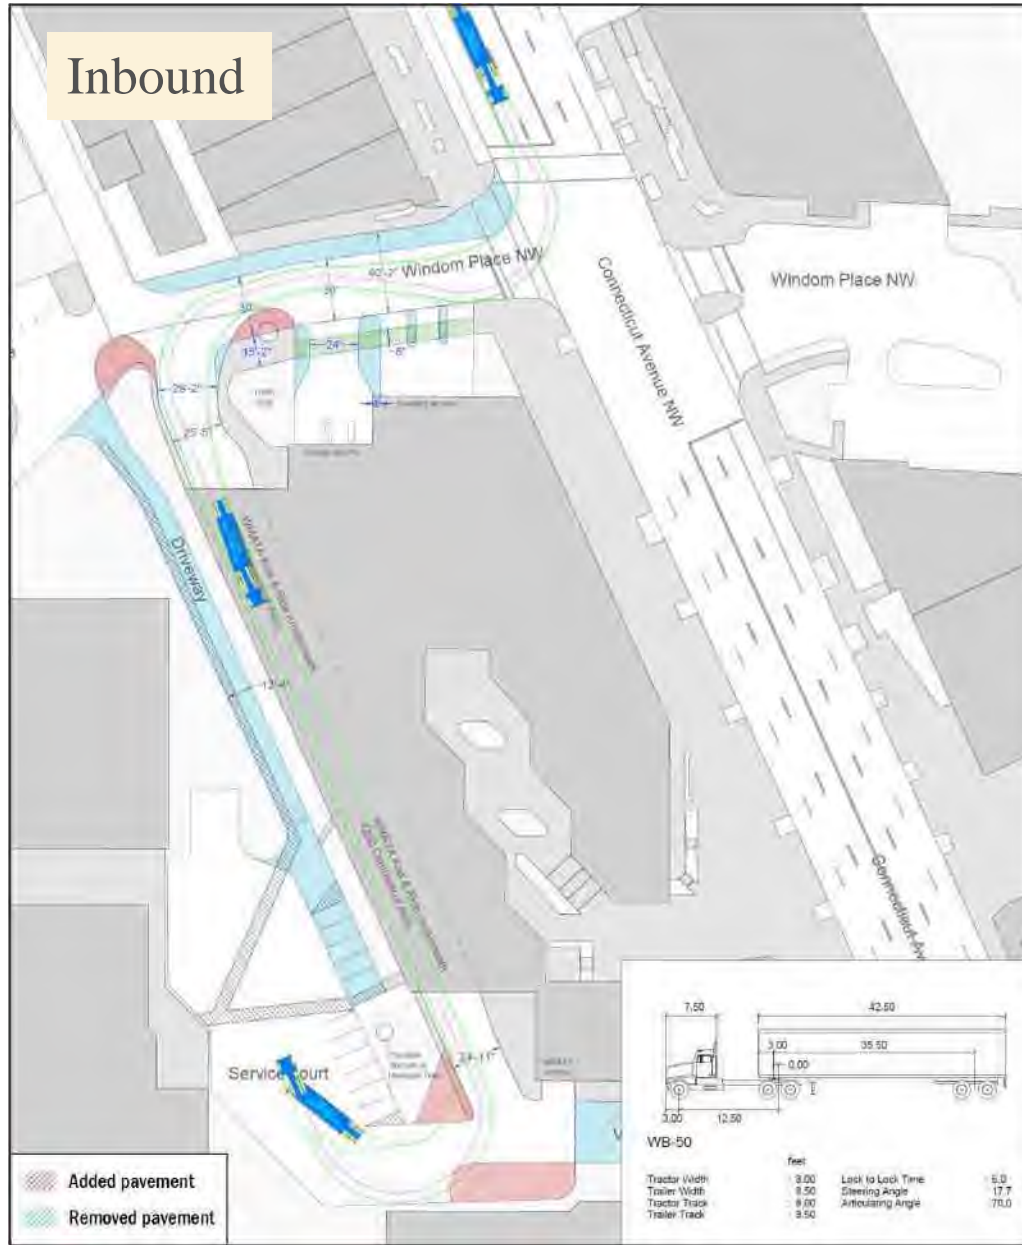 Inbound
Windom Place NW
Windom Place NW
Connecticut Avenue NW
40'-2"
30'
30'
15'-2"
24'
8'
28'-2"
25'-5"
Driveway
12'-4"
Connecticut Av
24'-11"
Service court
7.50
42.50
3.00
35.50
0.00
3.00
12.50
WB-50
feet
Tractor Width : 8.00 Lock to Lock Time : 6.0
Trailer Width : 8.50 Steering Angle : 17.7
Tractor Track : 8.00 Articulating Angle : 70.0
Trailer Track : 8.50
Added pavement
Removed pavement